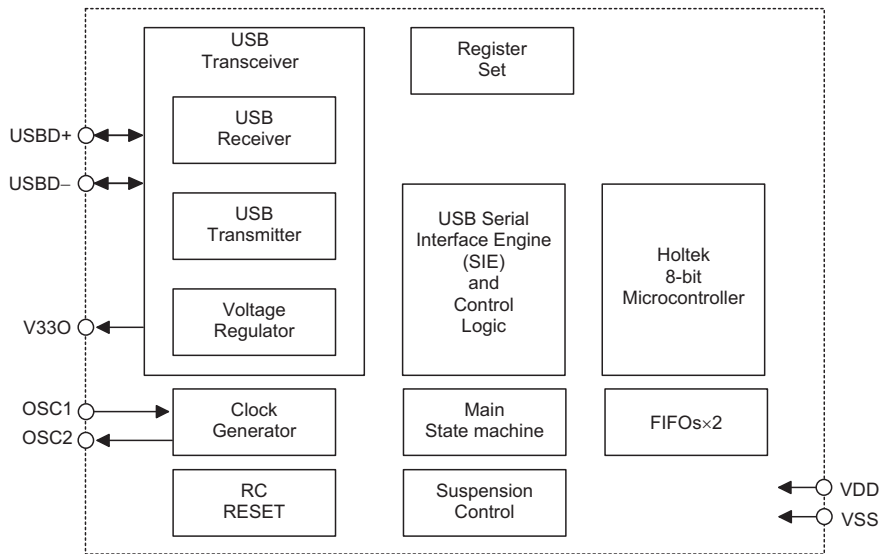 USB
Transceiver
Register
Set
USB
Receiver
USBD+
USBD−
USB
Transmitter
USB Serial
Interface Engine
(SIE)
and
Control
Logic
Holtek
8-bit
Microcontroller
Voltage
Regulator
V33O
OSC1
OSC2
Clock
Generator
Main
State machine
FIFOs×2
RC
RESET
Suspension
Control
VDD
VSS